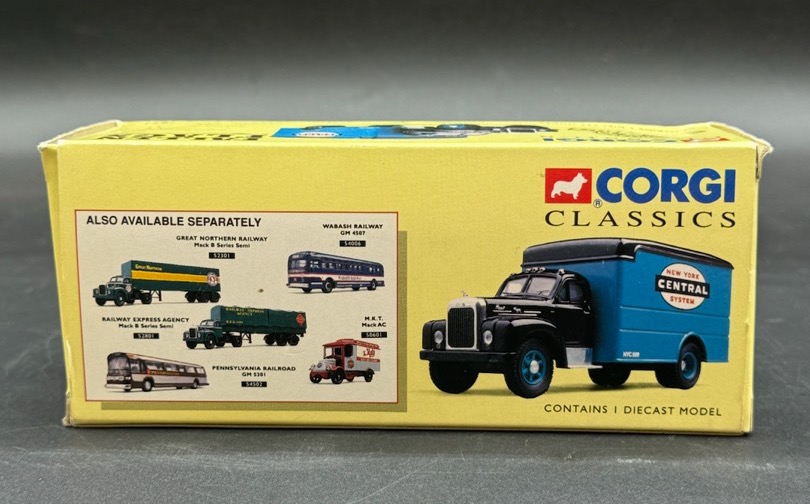 ALSO AVAILABLE SEPARATELY
GREAT NORTHERN RAILWAY
Mack B Series Semi
52301
WABASH RAILWAY
GM 4507
54006
RAILWAY EXPRESS AGENCY
Mack B Series Semi
52801
M.K.T.
Mack AC
50601
PENNSYLVANIA RAILROAD
GM 5301
54502
CORGI
®
CLASSICS
NEW YORK
CENTRAL
SYSTEM
CONTAINS 1 DIECAST MODEL